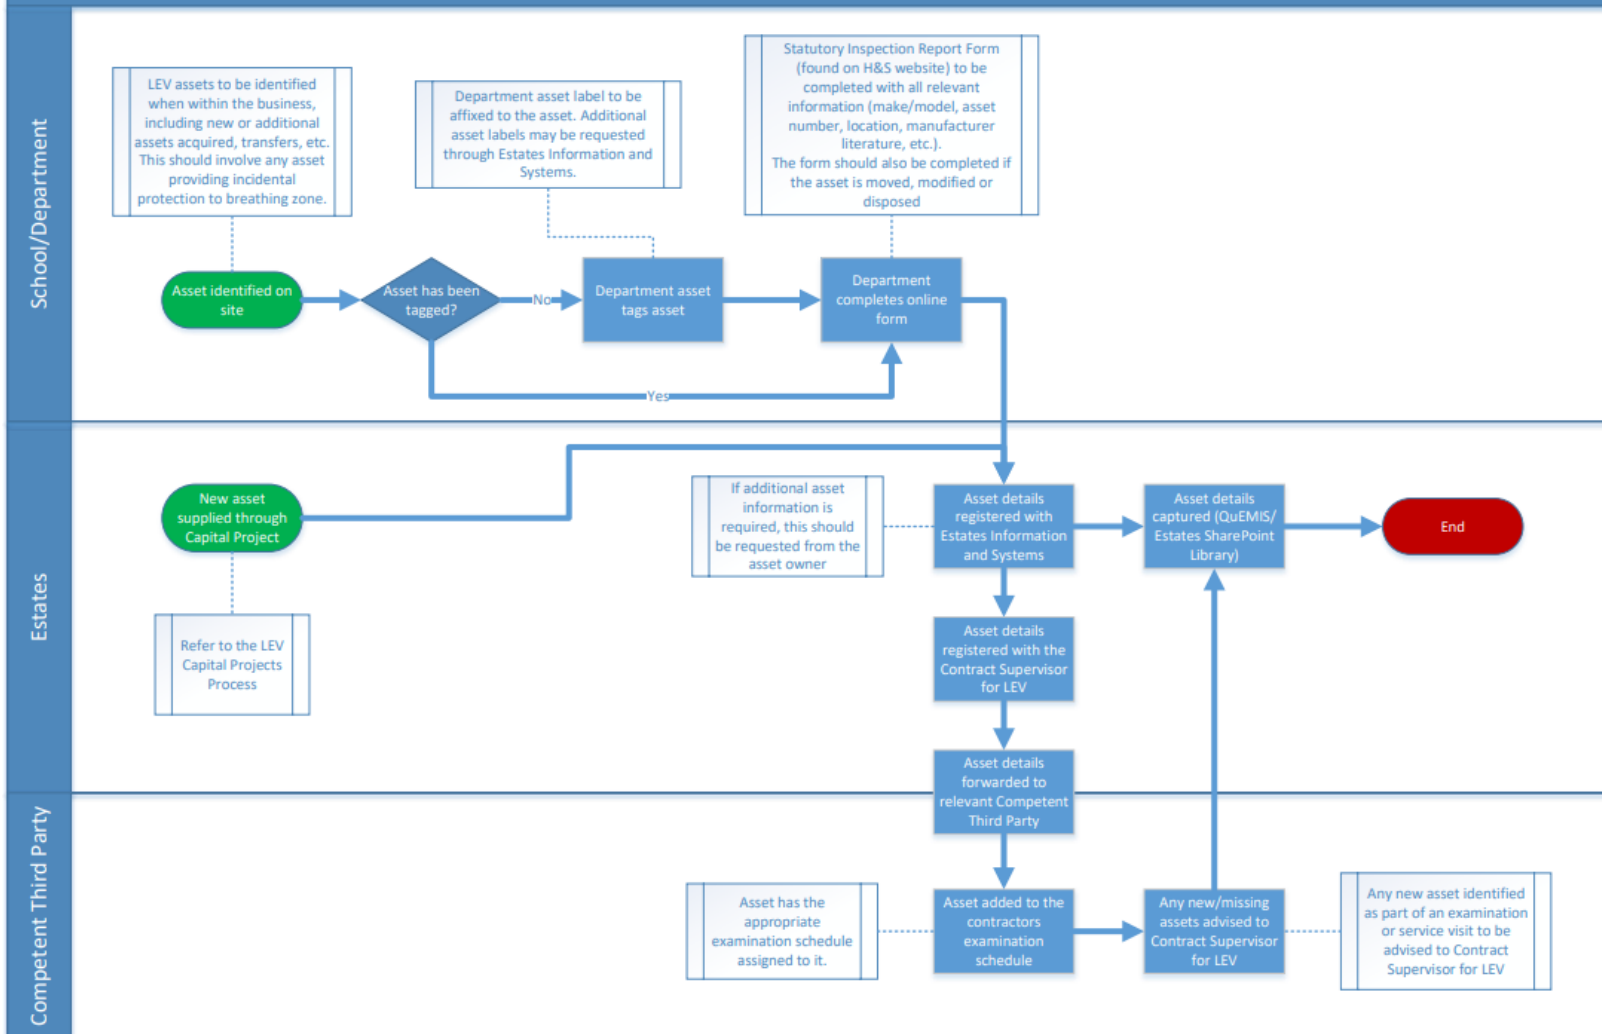 School/Department
LEV assets to be identified
when within the business,
including new or additional
assets acquired, transfers, etc.
This should involve any asset
providing incidental
protection to breathing zone.
Department asset label to be
affixed to the asset. Additional
asset labels may be requested
through Estates Information and
Systems.
Statutory Inspection Report Form
(found on H&S website) to be
completed with all relevant
information (make/model, asset
number, location, manufacturer
literature, etc.).
The form should also be completed if
the asset is moved, modified or
disposed
Asset identified on
site
Asset has been
tagged?
No
Department asset
tags asset
Department
completes online
form
Yes
Estates
New asset
supplied through
Capital Project
Refer to the LEV
Capital Projects
Process
If additional asset
information is
required, this should
be requested from the
asset owner
Asset details
registered with
Estates Information
and Systems
Asset details
captured (QuEMIS/
Estates SharePoint
Library)
End
Asset details
registered with the
Contract Supervisor
for LEV
Asset details
forwarded to
relevant Competent
Third Party
Competent Third Party
Asset has the
appropriate
examination schedule
assigned to it.
Asset added to the
contractors
examination
schedule
Any new/missing
assets advised to
Contract Supervisor
for LEV
Any new asset identified
as part of an examination
or service visit to be
advised to Contract
Supervisor for LEV